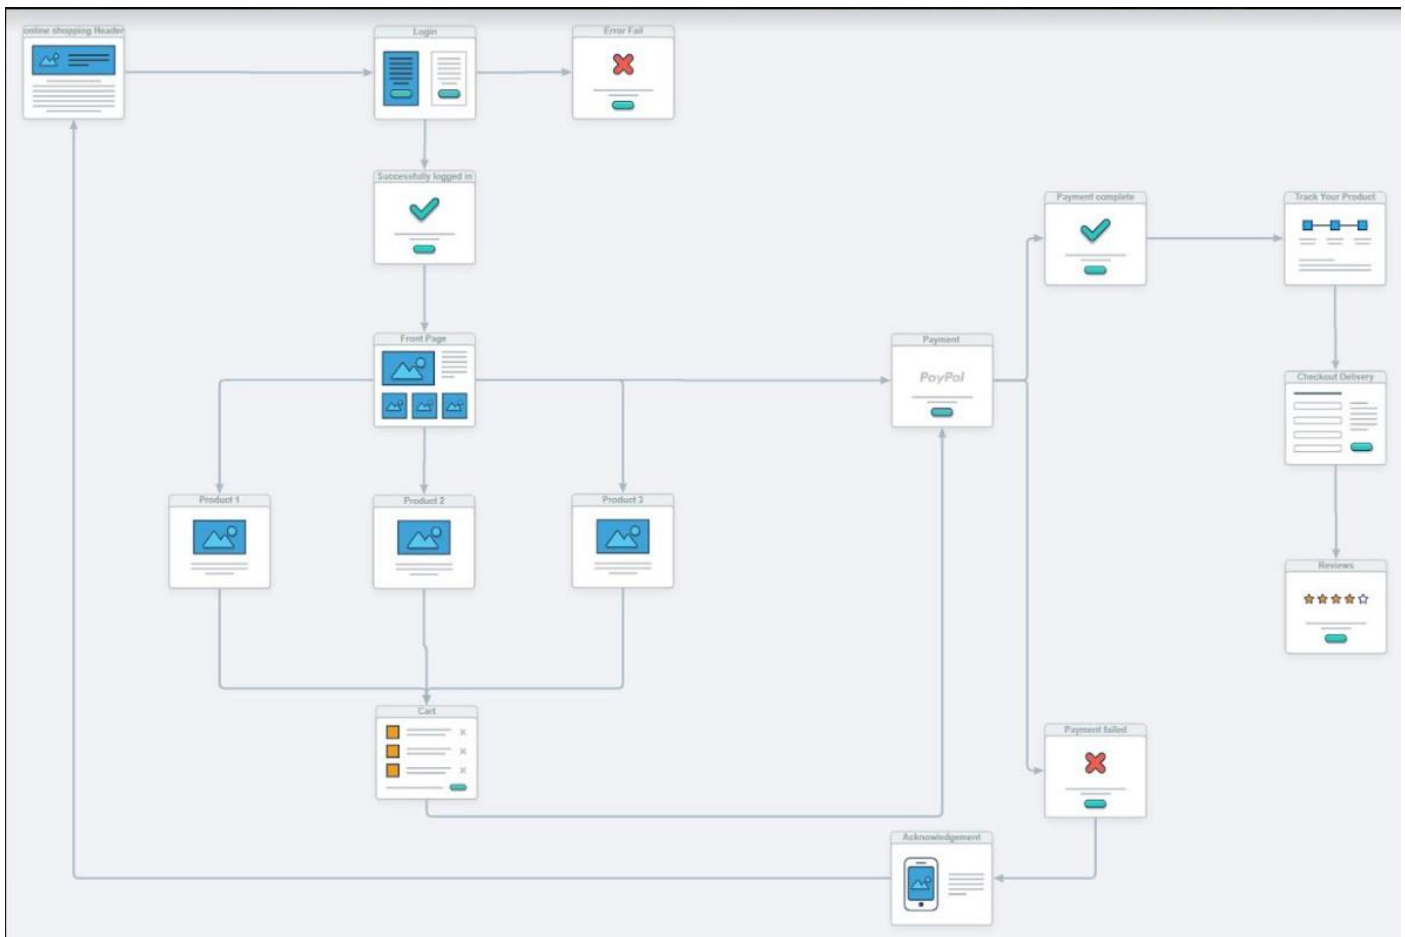 online shopping Header
Login
Error Fail
Successfully logged in
Payment complete
Track Your Product
Front Page
Payment
PayPal
Checkout Delivery
Product 1
Product 2
Product 3
Reviews
Cart
Payment failed
Acknowledgement